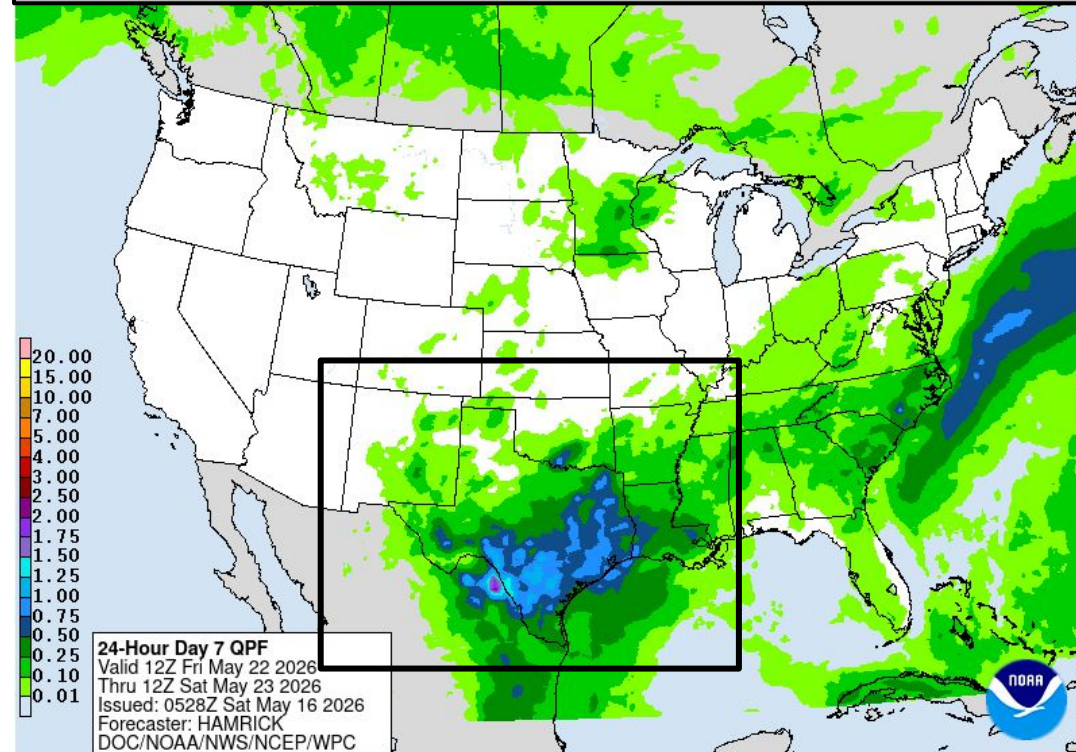 20.00
15.00
10.00
7.00
5.00
4.00
3.00
2.50
2.00
1.75
1.50
1.25
1.00
0.75
0.50
0.25
0.10
0.01
24-Hour Day 7 QPF
Valid 12Z Fri May 22 2026
Thru 12Z Sat May 23 2026
Issued: 0528Z Sat May 16 2026
Forecaster: HAMRICK
DOC/NOAA/NWS/NCEP/WPC
NOAA